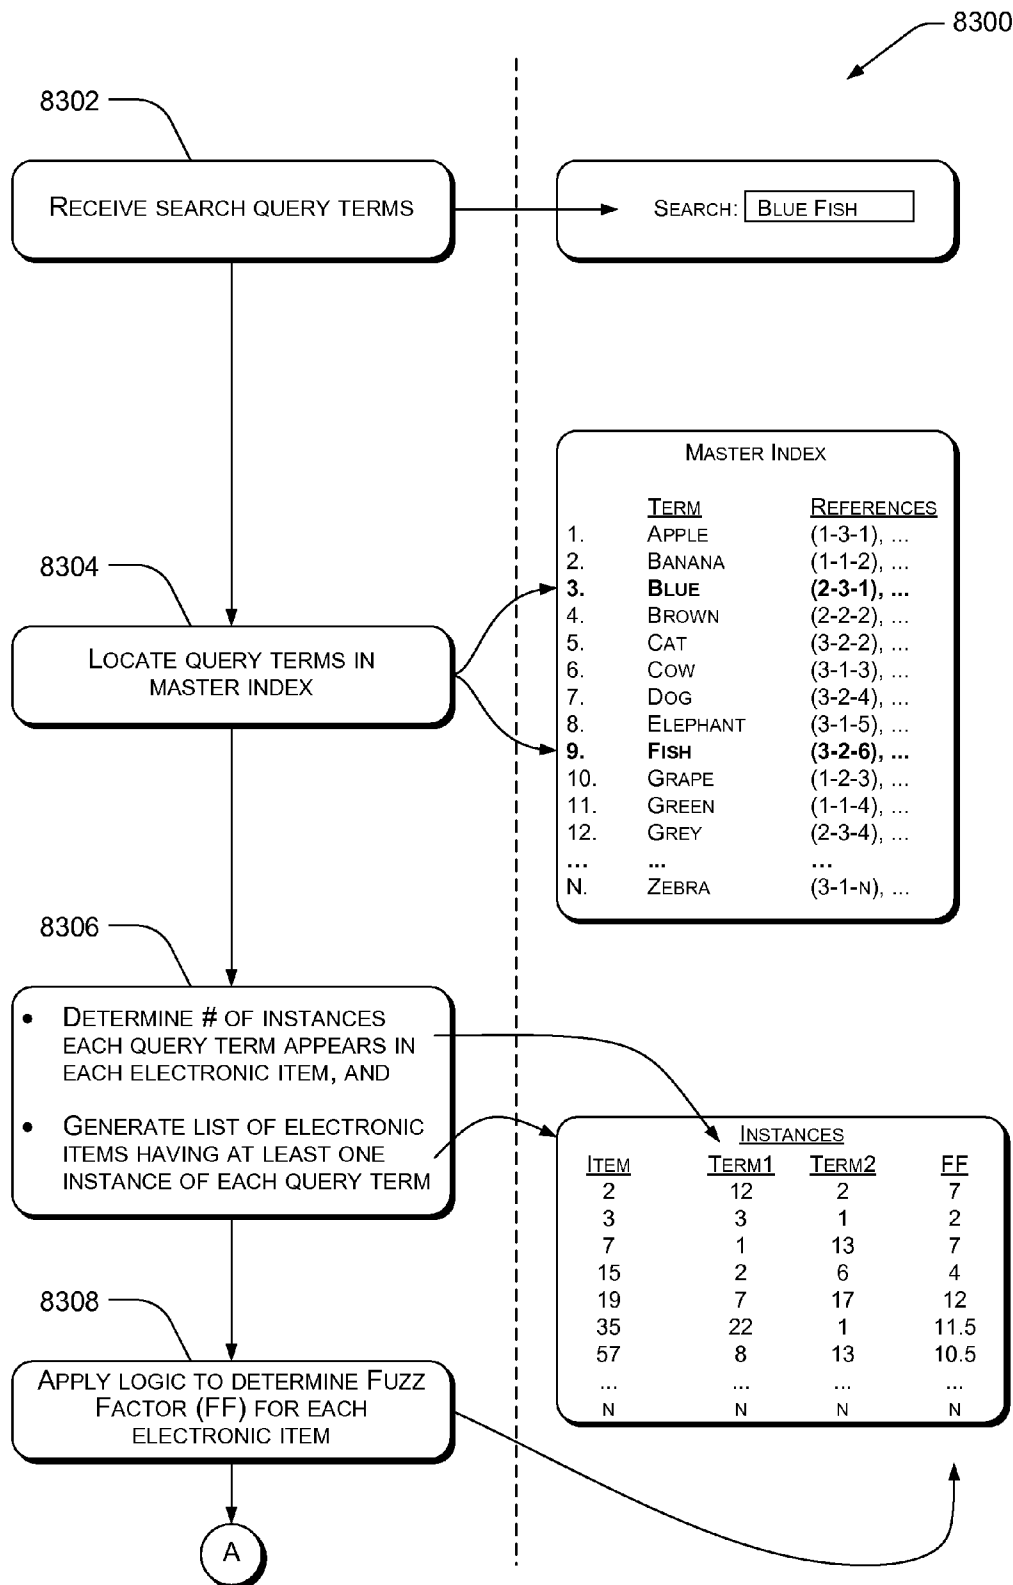 8300
8302
RECEIVE SEARCH QUERY TERMS
SEARCH: BLUE FISH
MASTER INDEX
TERM REFERENCES
1. APPLE (1-3-1), ...
2. BANANA (1-1-2), ...
3. BLUE (2-3-1), ...
4. BROWN (2-2-2), ...
5. CAT (3-2-2), ...
6. COW (3-1-3), ...
7. DOG (3-2-4), ...
8. ELEPHANT (3-1-5), ...
9. FISH (3-2-6), ...
10. GRAPE (1-2-3), ...
11. GREEN (1-1-4), ...
12. GREY (2-3-4), ...
... ... ...
N. ZEBRA (3-1-N), ...
8304
LOCATE QUERY TERMS IN
MASTER INDEX
8306
• DETERMINE # OF INSTANCES
EACH QUERY TERM APPEARS IN
EACH ELECTRONIC ITEM, AND
• GENERATE LIST OF ELECTRONIC
ITEMS HAVING AT LEAST ONE
INSTANCE OF EACH QUERY TERM
INSTANCES
ITEM TERM1 TERM2 FF
2 12 2 7
3 3 1 2
7 1 13 7
15 2 6 4
19 7 17 12
35 22 1 11.5
57 8 13 10.5
... ... ... ...
N N N N
8308
APPLY LOGIC TO DETERMINE FUZZ
FACTOR (FF) FOR EACH
ELECTRONIC ITEM
A